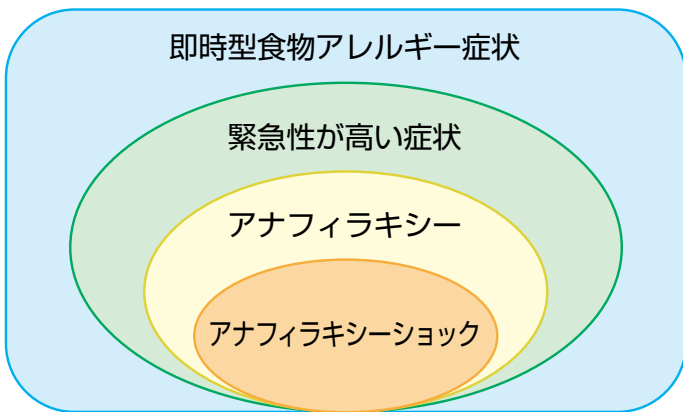 即時型食物アレルギー症状
緊急性が高い症状
アナフィラキシー
アナフィラキシーショック